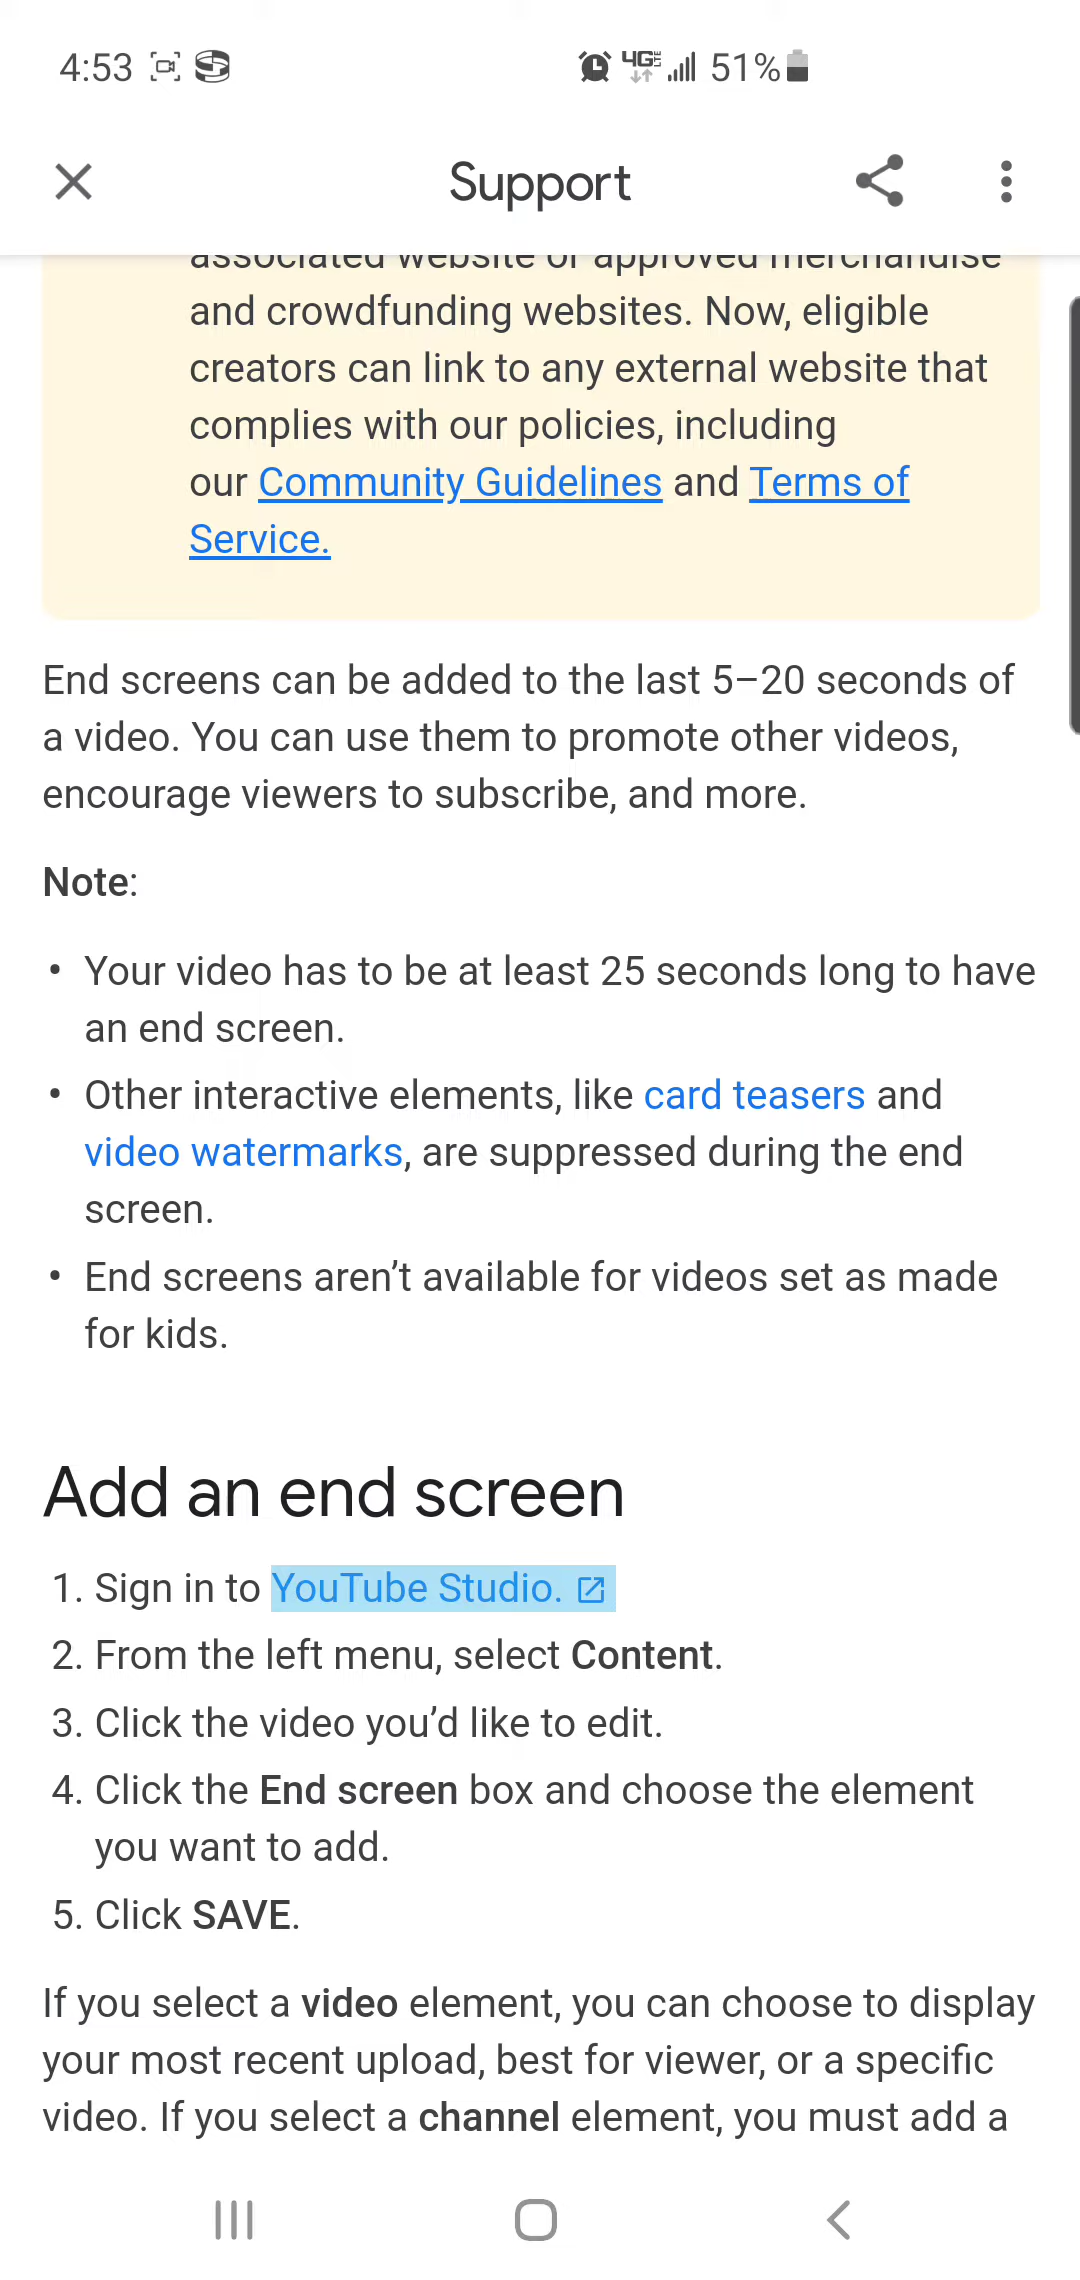 4:53
4G LTE 51%
Support
associated website or approved merchandise
and crowdfunding websites. Now, eligible
creators can link to any external website that
complies with our policies, including
our Community Guidelines and Terms of
Service.
End screens can be added to the last 5–20 seconds of
a video. You can use them to promote other videos,
encourage viewers to subscribe, and more.
Note:
• Your video has to be at least 25 seconds long to have
an end screen.
• Other interactive elements, like card teasers and
video watermarks, are suppressed during the end
screen.
• End screens aren’t available for videos set as made
for kids.
Add an end screen
1. Sign in to YouTube Studio.
2. From the left menu, select Content.
3. Click the video you’d like to edit.
4. Click the End screen box and choose the element
you want to add.
5. Click SAVE.
If you select a video element, you can choose to display
your most recent upload, best for viewer, or a specific
video. If you select a channel element, you must add a